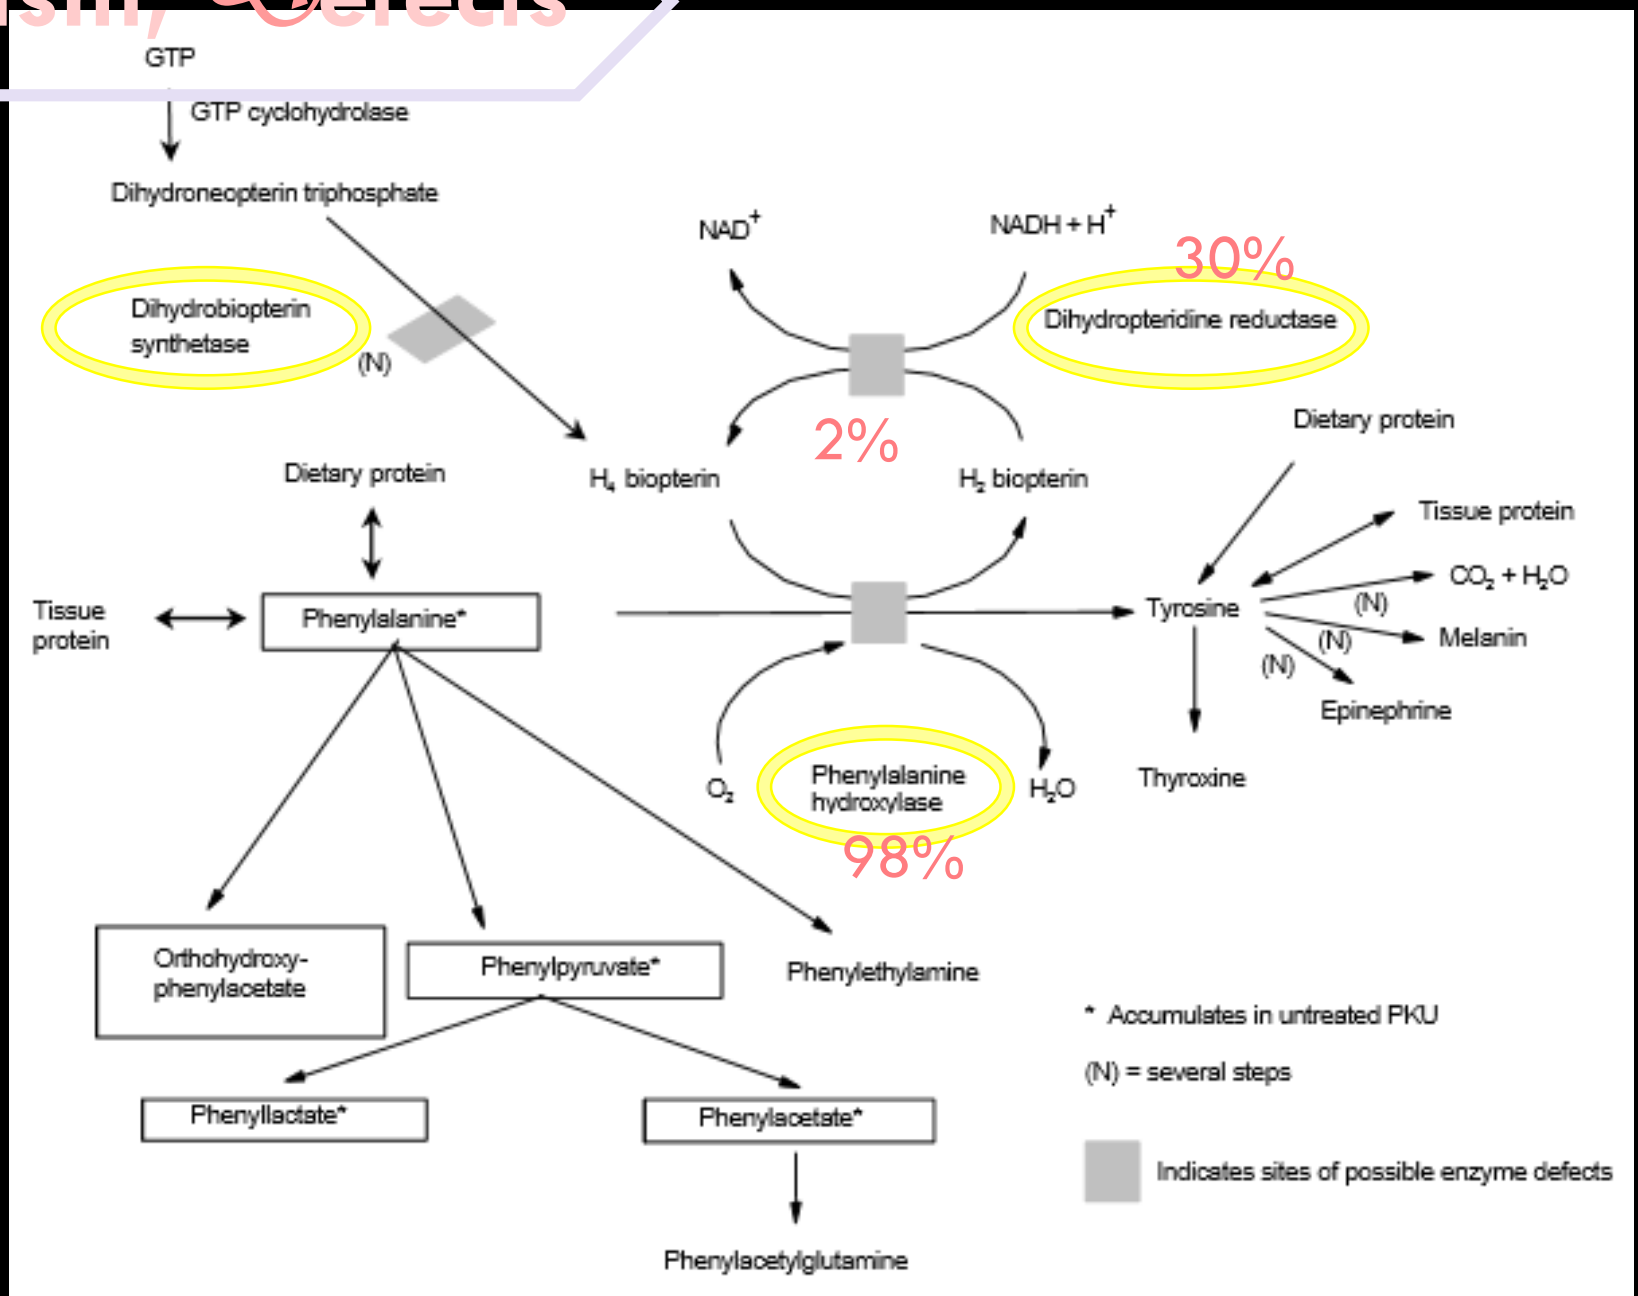 Defects
GTP
GTP cyclohydrolase
Dihydroneopterin triphosphate
NAD+
NADH + H+
30%
Dihydrobiopterin
synthetase
(N)
Dihydropteridine reductase
2%
Dietary protein
Dietary protein
H4 biopterin
H2 biopterin
Tissue protein
CO2 + H2O
(N)
Tissue
protein
Phenylalanine*
Tyrosine
(N)
Melanin
(N)
Epinephrine
O2
Phenylalanine
hydroxylase
H2O
Thyroxine
98%
Orthohydroxy-
phenylacetate
Phenylpyruvate*
Phenylethylamine
* Accumulates in untreated PKU
(N) = several steps
Phenyllactate*
Phenylacetate*
Indicates sites of possible enzyme defects
Phenylacetylglutamine